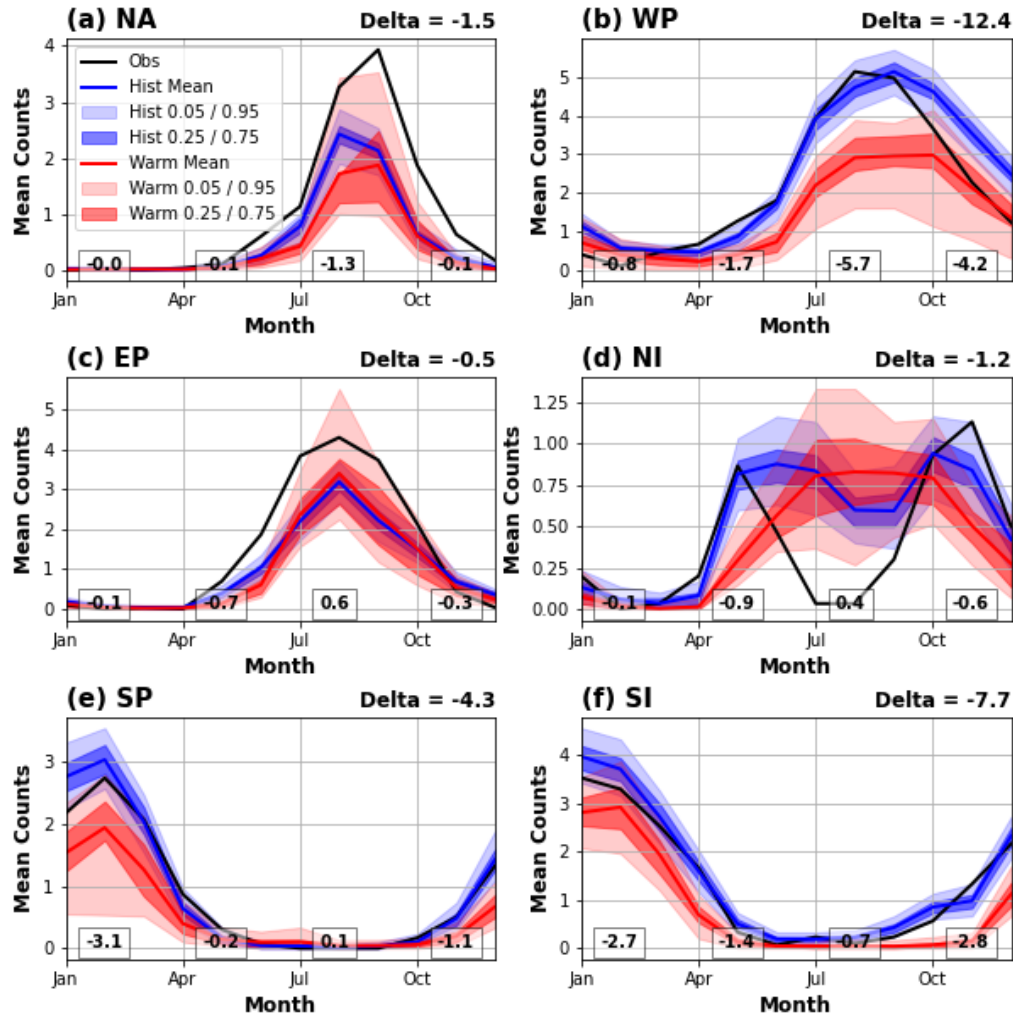 (a) NA Delta = -1.5
4
3
2
1
0
Mean Counts
Obs
Hist Mean
Hist 0.05 / 0.95
Hist 0.25 / 0.75
Warm Mean
Warm 0.05 / 0.95
Warm 0.25 / 0.75
-0.0 -0.1 -1.3 -0.1
Jan Apr Jul Oct
Month
(b) WP Delta = -12.4
5
4
3
2
1
0
Mean Counts
-0.8 -1.7 -5.7 -4.2
Jan Apr Jul Oct
Month
(c) EP Delta = -0.5
5
4
3
2
1
0
Mean Counts
-0.1 -0.7 0.6 -0.3
Jan Apr Jul Oct
Month
(d) NI Delta = -1.2
1.25
1.00
0.75
0.50
0.25
0.00
Mean Counts
-0.1 -0.9 0.4 -0.6
Jan Apr Jul Oct
Month
(e) SP Delta = -4.3
3
2
1
0
Mean Counts
-3.1 -0.2 0.1 -1.1
Jan Apr Jul Oct
Month
(f) SI Delta = -7.7
4
3
2
1
0
Mean Counts
-2.7 -1.4 -0.7 -2.8
Jan Apr Jul Oct
Month